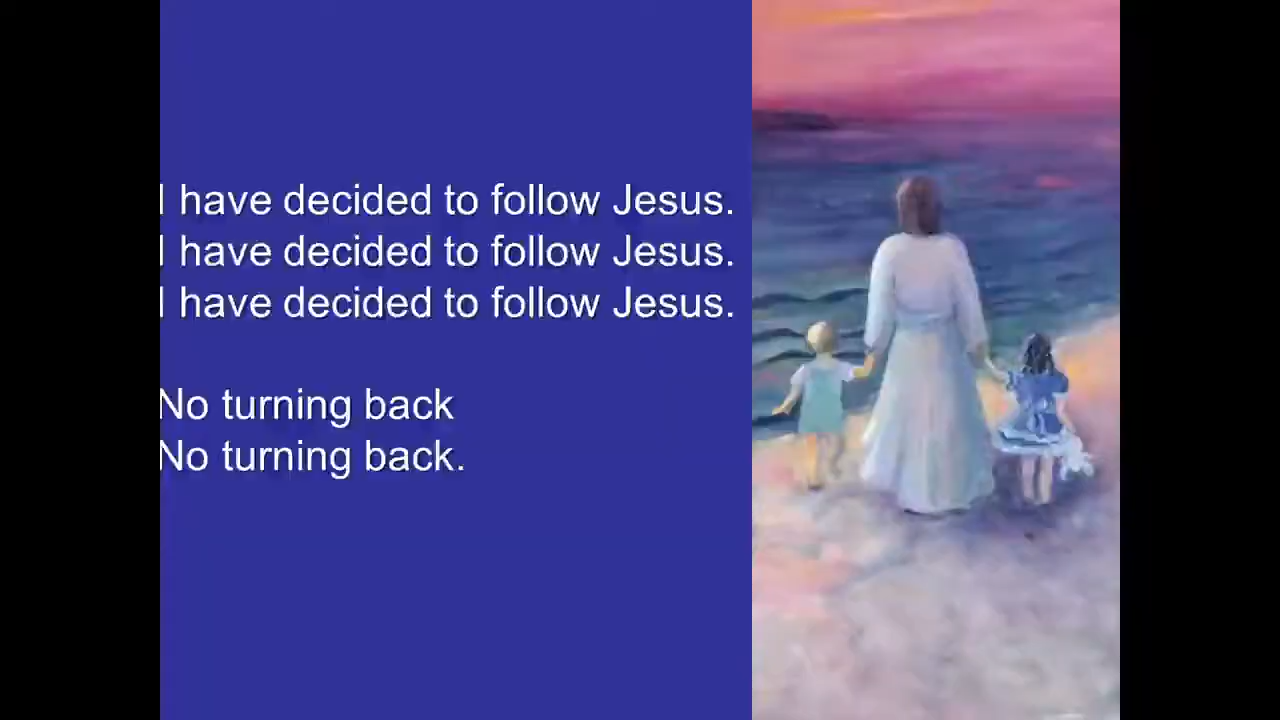 I have decided to follow Jesus.
I have decided to follow Jesus.
I have decided to follow Jesus.
No turning back
No turning back.